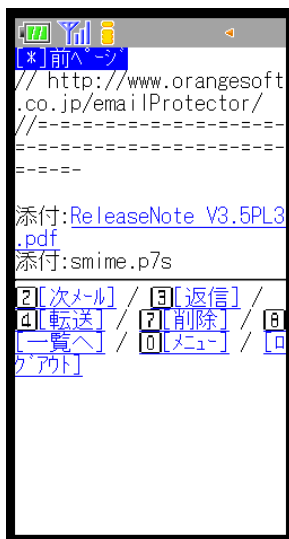 [*]前ﾍﾟｰｼﾞ
// http://www.orangesoft
.co.jp/emailProtector/
//=-=-=-=-=-=-=-=-=-=-=-
=-=-=-=-=-=-=-=-=-=-=-=-
=-=-=-
添付:ReleaseNote V3.5PL3
.pdf
添付:smime.p7s
2[次ﾒｰﾙ] / 3[返信] /
4[転送] / 7[削除] / 8
[一覧へ] / 0[ﾒﾆｭｰ] / [ﾛ
ｸﾞｱｳﾄ]